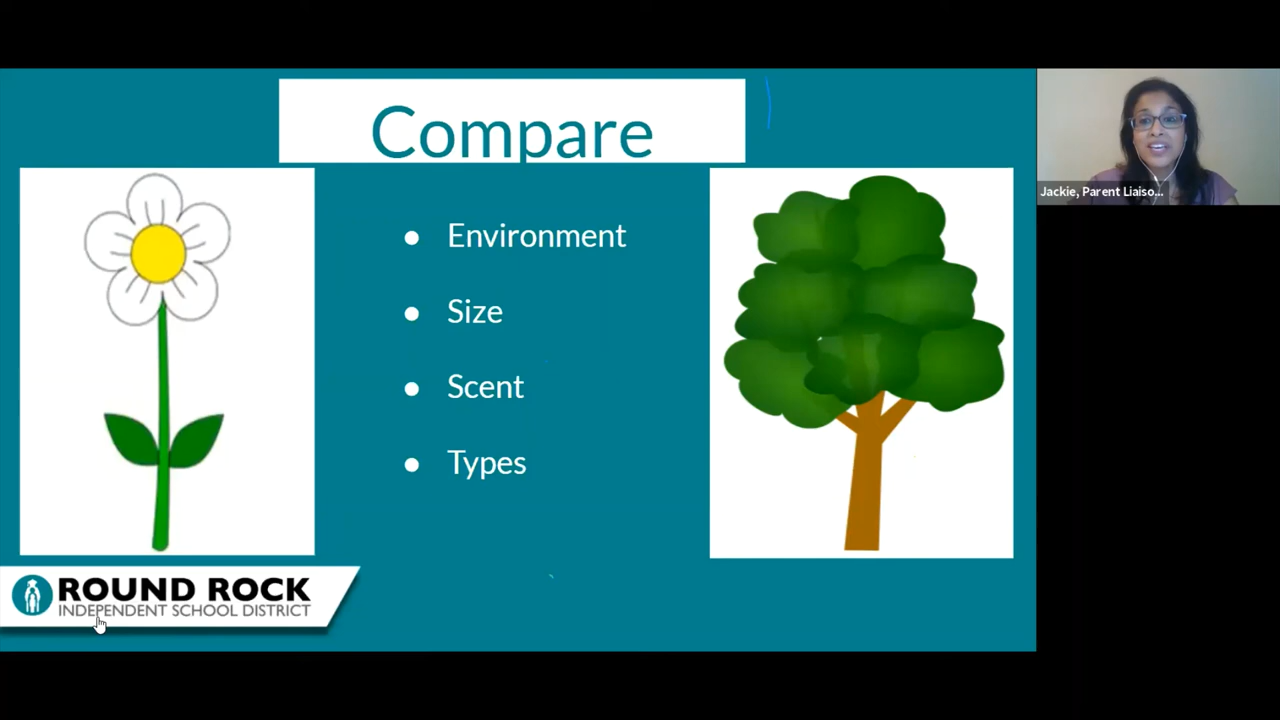 Compare
Environment
Size
Scent
Types
ROUND ROCK
INDEPENDENT SCHOOL DISTRICT
Jackie, Parent Liaiso...